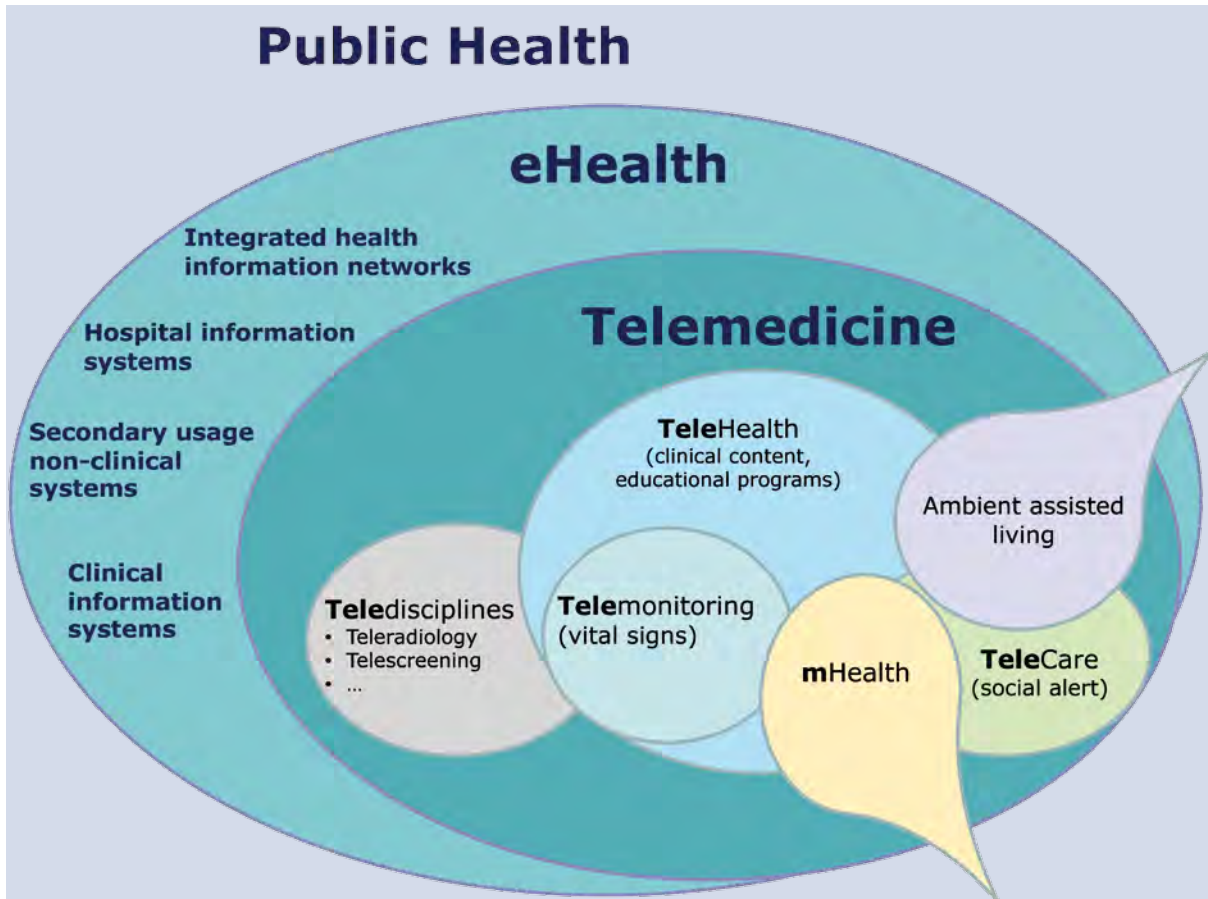 Public Health
eHealth
Integrated health
information networks
Hospital information
systems
Secondary usage
non-clinical
systems
Clinical
information
systems
Telemedicine
TeleHealth
(clinical content,
educational programs)
Ambient assisted
living
Teledisciplines
• Teleradiology
• Telescreening
• ...
Telemonitoring
(vital signs)
mHealth
TeleCare
(social alert)